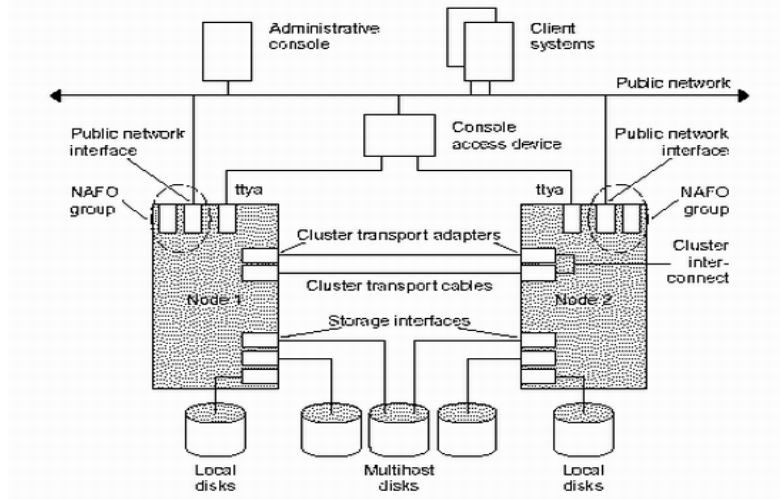 Administrative
console
Client
systems
Public network
Public network
interface
Console
access device
Public network
interface
NAFO
group
ttya
ttya
NAFO
group
Cluster transport adapters
Cluster
inter-
connect
Node 1
Cluster transport cables
Node 2
Storage interfaces
Local
disks
Multihost
disks
Local
disks